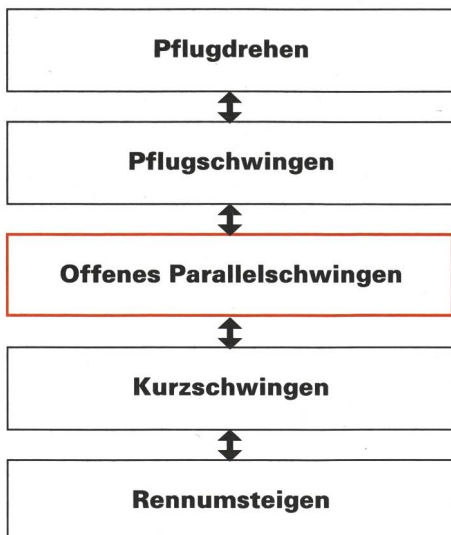 Pflugdrehen
Pflugschwingen
Offenes Parallelschwingen
Kurzschwingen
Rennumsteigen